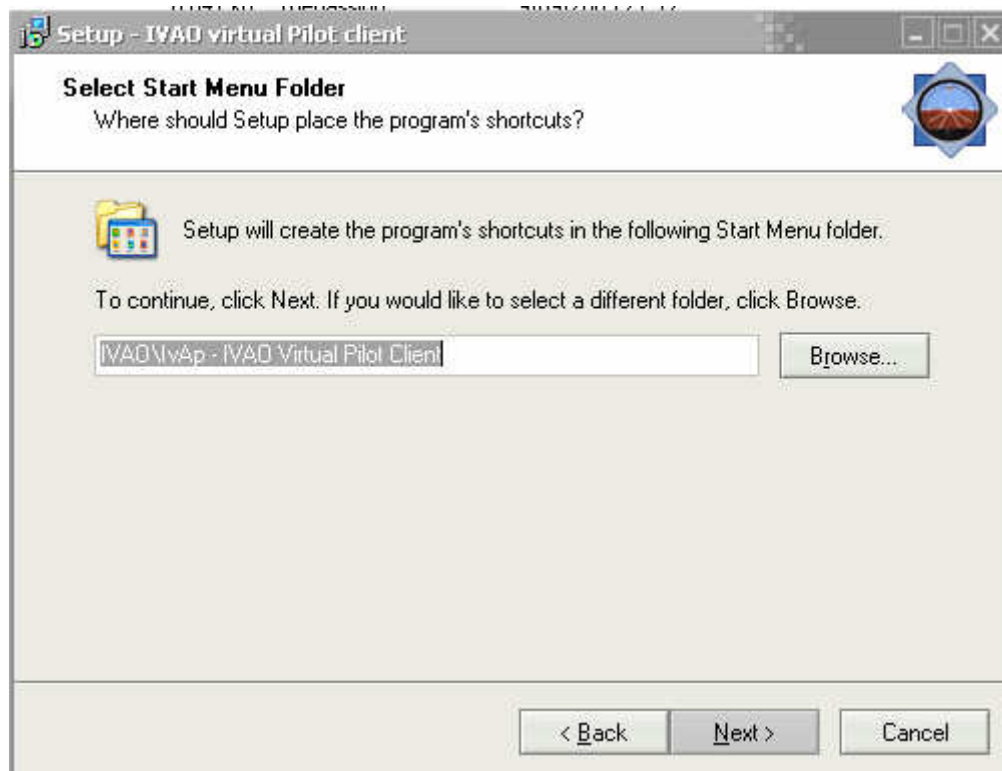 Setup - IVAO virtual Pilot client
Select Start Menu Folder
Where should Setup place the program's shortcuts?
Setup will create the program's shortcuts in the following Start Menu folder.
To continue, click Next. If you would like to select a different folder, click Browse.
IVAO\IvAp - IVAO Virtual Pilot Client
Browse...
< Back
Next >
Cancel